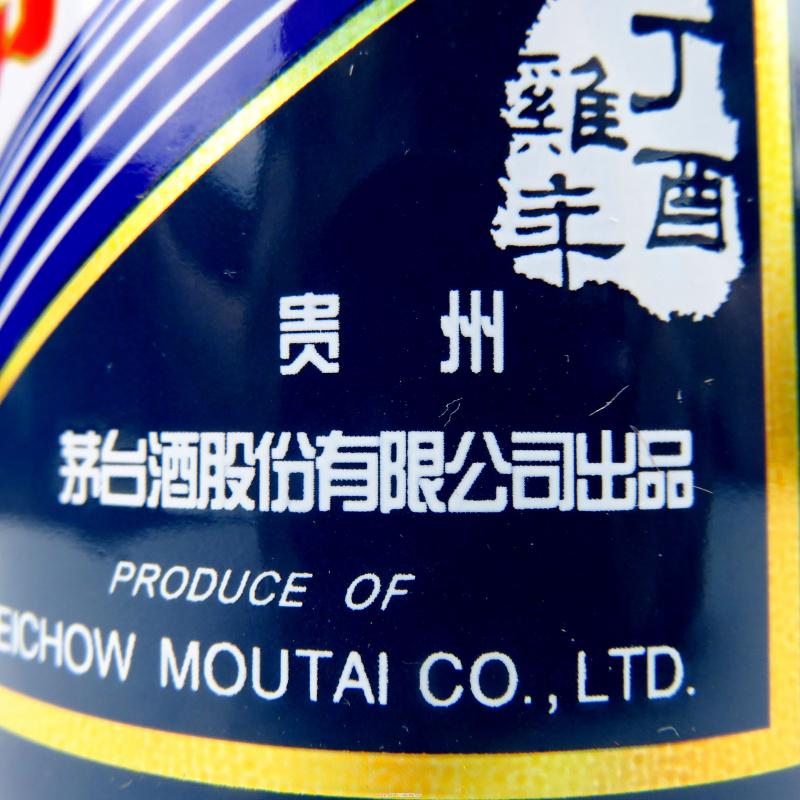 丁酉
雞年
贵州
茅台酒股份有限公司出品
PRODUCE OF
EICHOW MOUTAI CO., LTD.